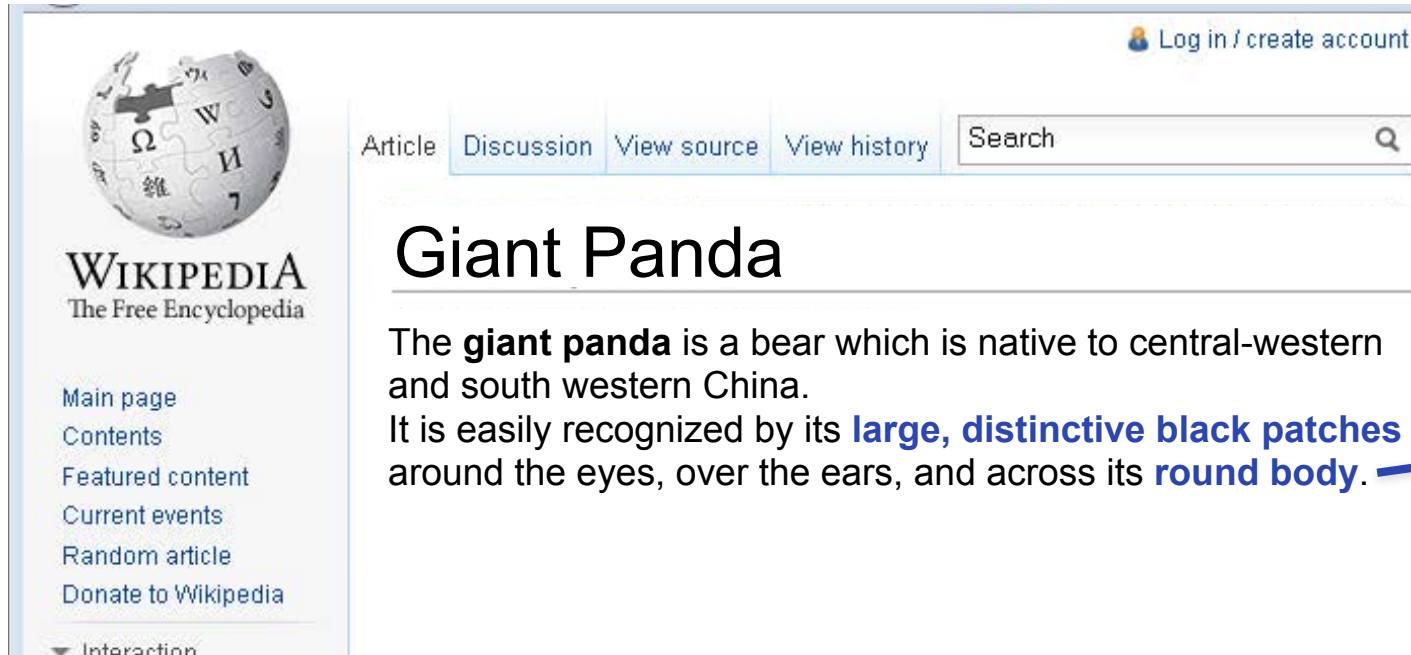 Log in / create account
Article Discussion View source View history Search
Ω W И 維 7
WIKIPEDIA
The Free Encyclopedia
Giant Panda
The giant panda is a bear which is native to central-western
and south western China.
It is easily recognized by its large, distinctive black patches
around the eyes, over the ears, and across its round body.
Main page
Contents
Featured content
Current events
Random article
Donate to Wikipedia
Interaction